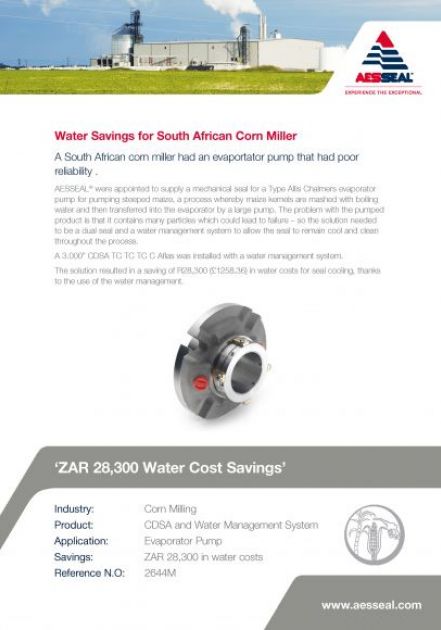 AESSEAL®
EXPERIENCE THE EXCEPTIONAL
Water Savings for South African Corn Miller
A South African corn miller had an evaportator pump that had poor
reliability .
AESSEAL® were appointed to supply a mechanical seal for a Type Allis Chalmers evaporator
pump for pumping steeped maize, a process whereby maize kernels are mashed with boiling
water and then transferred into the evaporator by a large pump. The problem with the pumped
product is that it contains many particles which could lead to failure – so the solution needed
to be a dual seal and a water management system to allow the seal to remain cool and clean
throughout the process.
A 3.000" CDSA TC TC TC C Aflas was installed with a water management system.
The solution resulted in a saving of R28,300 (£1258.36) in water costs for seal cooling, thanks
to the use of the water management.
‘ZAR 28,300 Water Cost Savings’
Industry: Corn Milling
Product: CDSA and Water Management System
Application: Evaporator Pump
Savings: ZAR 28,300 in water costs
Reference N.O: 2644M
www.aesseal.com